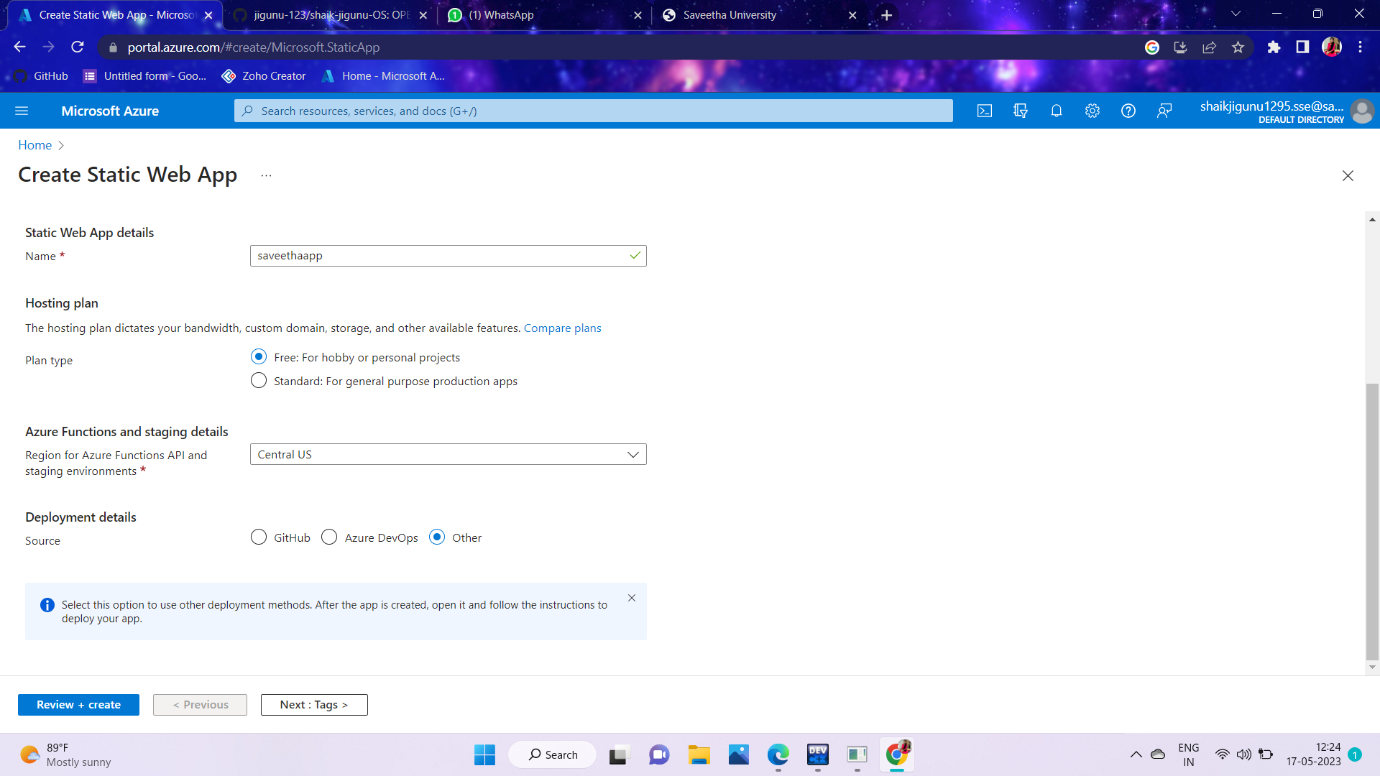 Create Static Web App - Microso
jigunu-123/shaik-jigunu-OS: OPE
(1) WhatsApp
Saveetha University
portal.azure.com/#create/Microsoft.StaticApp
GitHub
Untitled form - Goo...
Zoho Creator
Home - Microsoft A...
Microsoft Azure
Search resources, services, and docs (G+/)
shaikjigunu1295.sse@sa...
DEFAULT DIRECTORY
Home >
Create Static Web App ...
Static Web App details
Name *
saveethaapp
Hosting plan
The hosting plan dictates your bandwidth, custom domain, storage, and other available features. Compare plans
Plan type
Free: For hobby or personal projects
Standard: For general purpose production apps
Azure Functions and staging details
Region for Azure Functions API and
staging environments *
Central US
Deployment details
Source
GitHub
Azure DevOps
Other
Select this option to use other deployment methods. After the app is created, open it and follow the instructions to
deploy your app.
Review + create
< Previous
Next : Tags >
89°F
Mostly sunny
Search
DEV
ENG
IN
12:24
17-05-2023
1